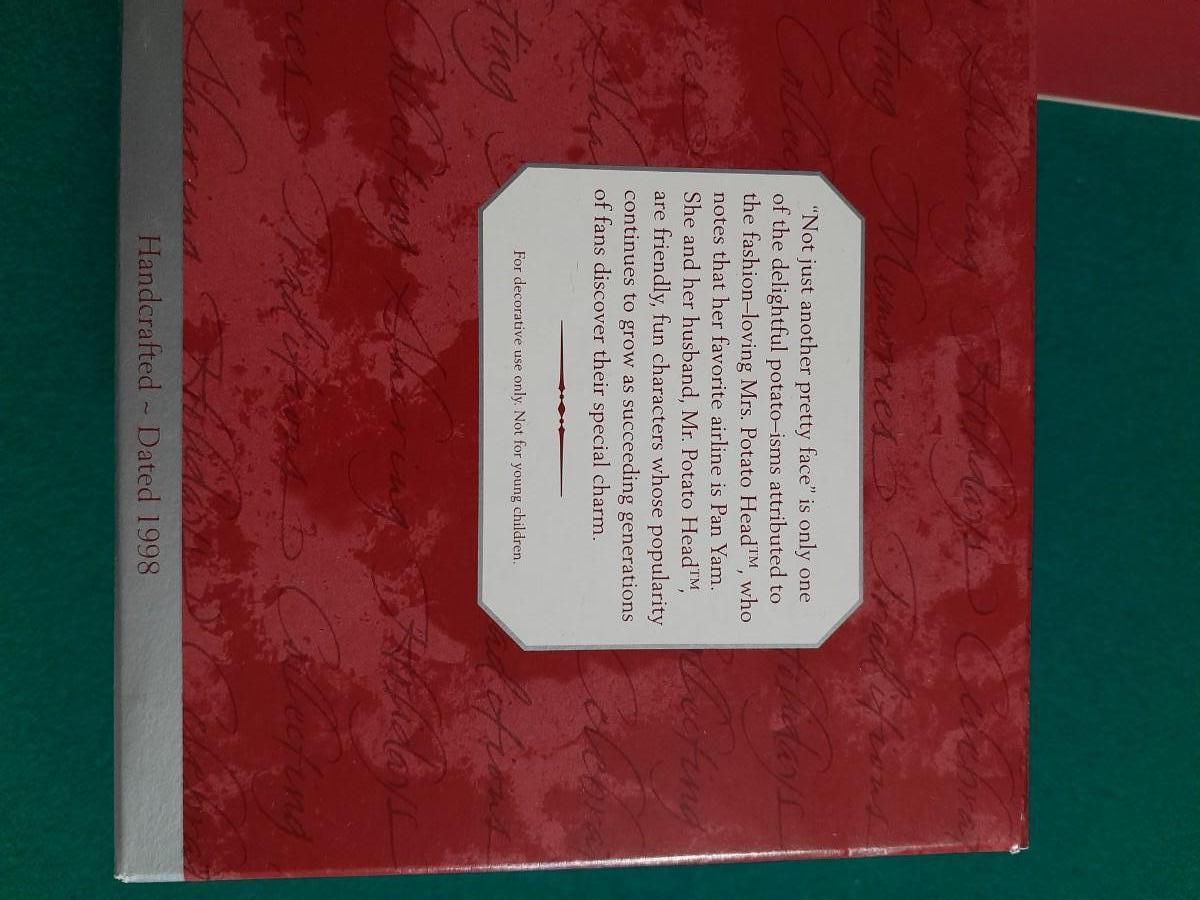 “Not just another pretty face” is only one
of the delightful potato–isms attributed to
the fashion–loving Mrs. Potato Head™, who
notes that her favorite airline is Pan Yam.
She and her husband, Mr. Potato Head™,
are friendly, fun characters whose popularity
continues to grow as succeeding generations
of fans discover their special charm.
For decorative use only. Not for young children.
Handcrafted ~ Dated 1998